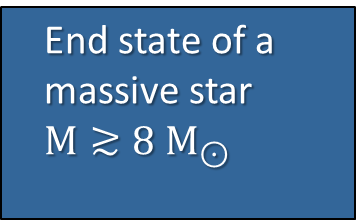 End state of a
massive star
M ≳ 8 M☉